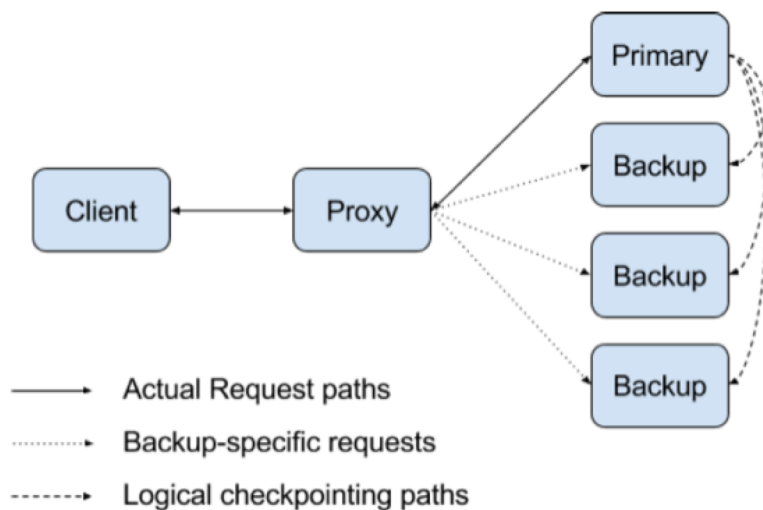 Primary
Backup
Client
Proxy
Backup
Backup
Actual Request paths
Backup-specific requests
Logical checkpointing paths